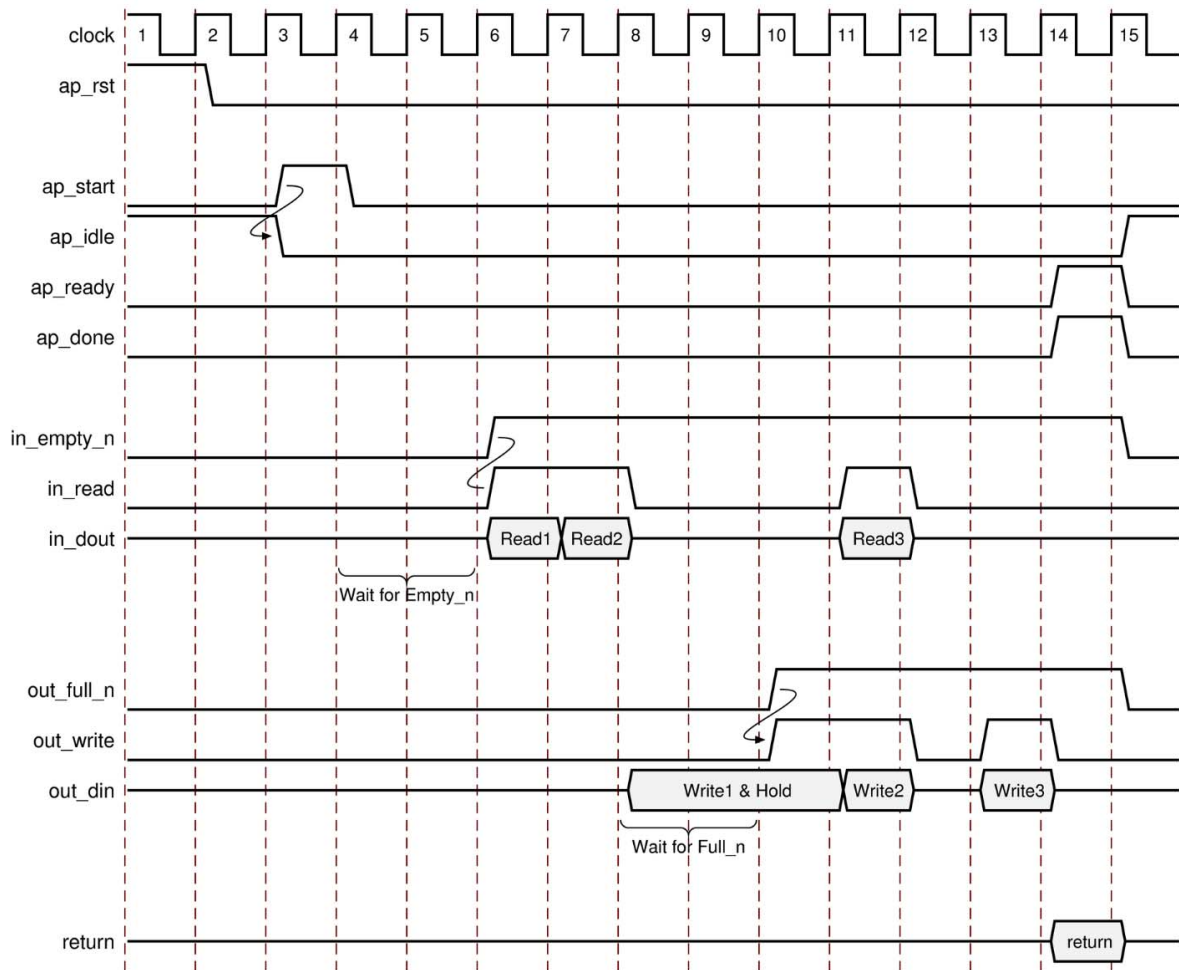 clock 1 2 3 4 5 6 7 8 9 10 11 12 13 14 15
ap_rst
ap_start
ap_idle
ap_ready
ap_done
in_empty_n
in_read
in_dout Read1 Read2 Read3
Wait for Empty_n
out_full_n
out_write
out_din Write1 & Hold Write2 Write3
Wait for Full_n
return return